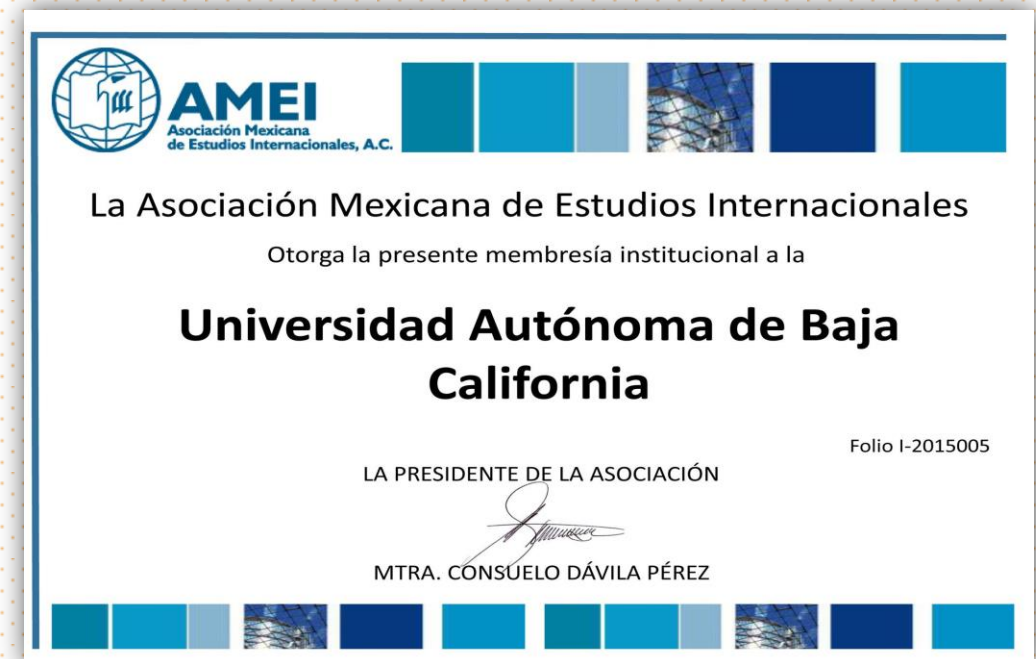 AMEI
Asociación Mexicana
de Estudios Internacionales, A.C.
La Asociación Mexicana de Estudios Internacionales
Otorga la presente membresía institucional a la
Universidad Autónoma de Baja
California
Folio I-2015005
LA PRESIDENTE DE LA ASOCIACIÓN
MTRA. CONSUELO DÁVILA PÉREZ